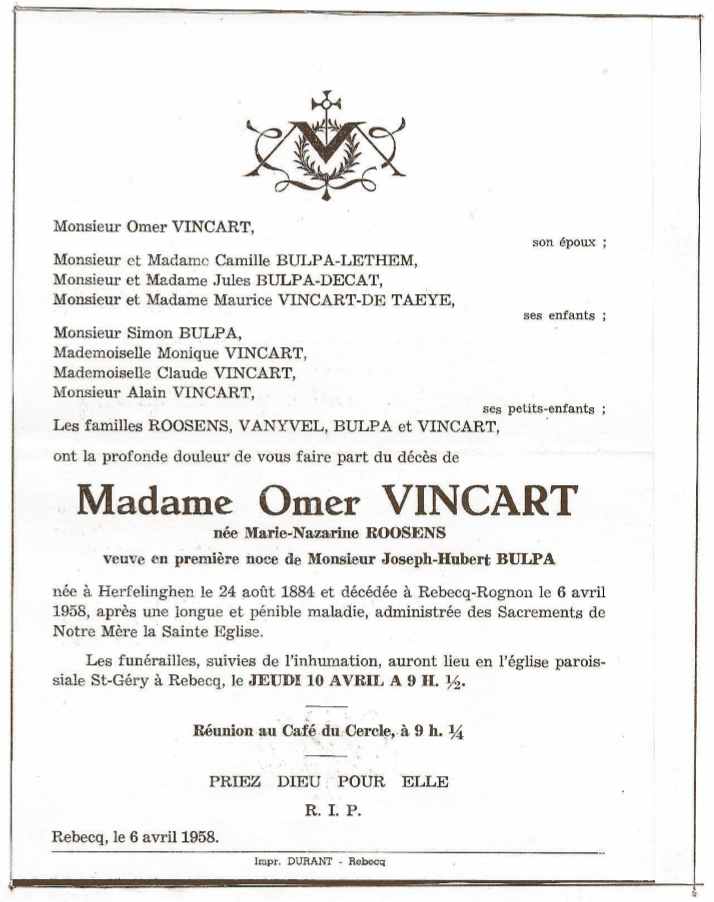 Monsieur Omer VINCART,
son époux ;
Monsieur et Madame Camille BULPA-LETHEM,
Monsieur et Madame Jules BULPA-DECAT,
Monsieur et Madame Maurice VINCART-DE TAEYE,
ses enfants ;
Monsieur Simon BULPA,
Mademoiselle Monique VINCART,
Mademoiselle Claude VINCART,
Monsieur Alain VINCART,
ses petits-enfants ;
Les familles ROOSENS, VANYVEL, BULPA et VINCART,
ont la profonde douleur de vous faire part du décès de
Madame Omer VINCART
née Marie-Nazarine ROOSENS
veuve en première noce de Monsieur Joseph-Hubert BULPA
née à Herfelinghen le 24 août 1884 et décédée à Rebecq-Rognon le 6 avril
1958, après une longue et pénible maladie, administrée des Sacrements de
Notre Mère la Sainte Eglise.
Les funérailles, suivies de l'inhumation, auront lieu en l'église parois-
siale St-Géry à Rebecq, le JEUDI 10 AVRIL A 9 H. ½.
Réunion au Café du Cercle, à 9 h. ¼
PRIEZ DIEU POUR ELLE
R. I. P.
Rebecq, le 6 avril 1958.
Impr. DURANT - Rebecq